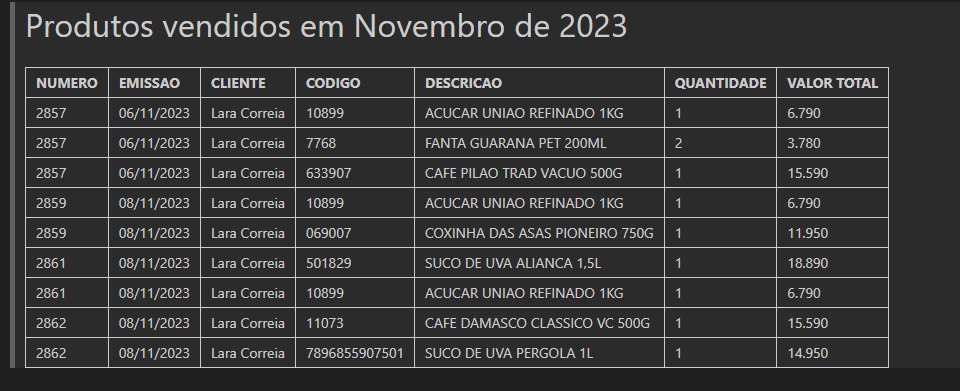 Produtos vendidos em Novembro de 2023
NUMERO EMISSAO CLIENTE CODIGO DESCRICAO QUANTIDADE VALOR TOTAL
2857 06/11/2023 Lara Correia 10899 ACUCAR UNIAO REFINADO 1KG 1 6.790
2857 06/11/2023 Lara Correia 7768 FANTA GUARANA PET 200ML 2 3.780
2857 06/11/2023 Lara Correia 633907 CAFE PILAO TRAD VACUO 500G 1 15.590
2859 08/11/2023 Lara Correia 10899 ACUCAR UNIAO REFINADO 1KG 1 6.790
2859 08/11/2023 Lara Correia 069007 COXINHA DAS ASAS PIONEIRO 750G 1 11.950
2861 08/11/2023 Lara Correia 501829 SUCO DE UVA ALIANCA 1,5L 1 18.890
2861 08/11/2023 Lara Correia 10899 ACUCAR UNIAO REFINADO 1KG 1 6.790
2862 08/11/2023 Lara Correia 11073 CAFE DAMASCO CLASSICO VC 500G 1 15.590
2862 08/11/2023 Lara Correia 7896855907501 SUCO DE UVA PERGOLA 1L 1 14.950